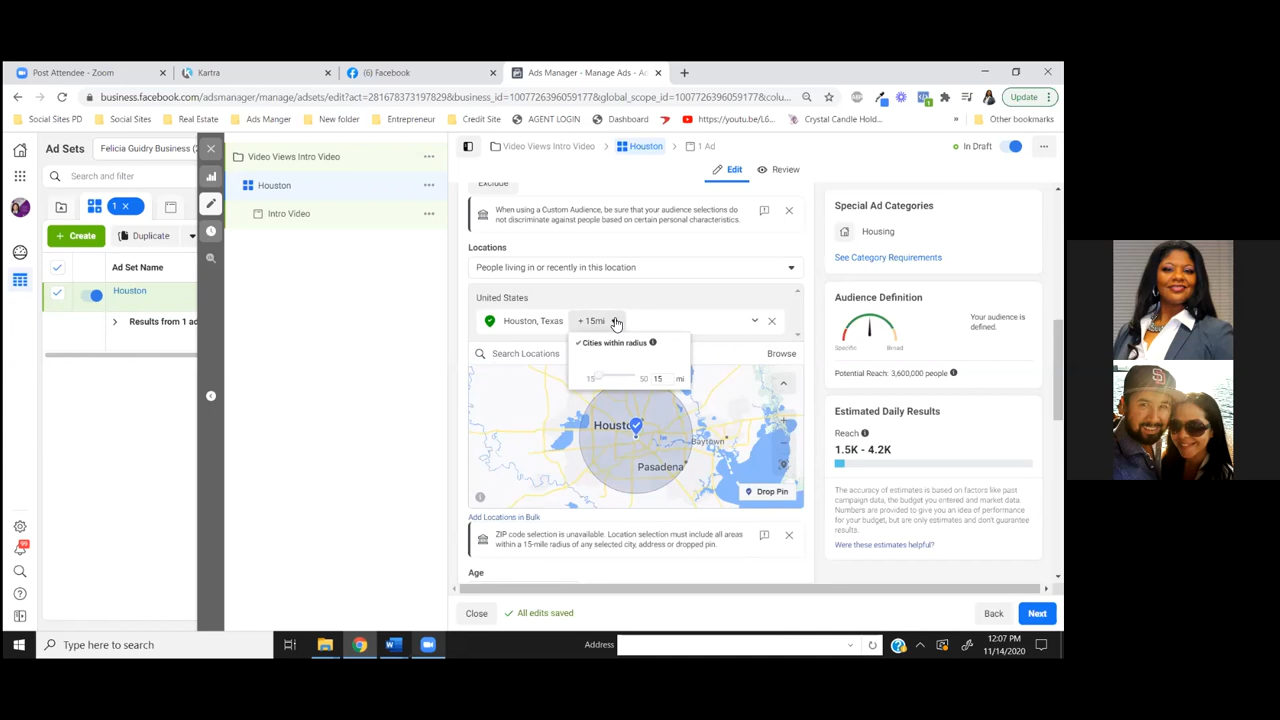 Post Attendee - Zoom
Kartra
(6) Facebook
Ads Manager - Manage Ads - Ac
business.facebook.com/adsmanager/manage/adsets/edit?act=281678373197829&business_id=1007726396059177&global_scope_id=1007726396059177&colu...
Update
Social Sites PD
Social Sites
Real Estate
Ads Manger
New folder
Entrepreneur
Credit Site
AGENT LOGIN
Dashboard
https://youtu.be/L6...
Crystal Candle Hold...
»
Other bookmarks
Ad Sets
Felicia Guidry Business (2
Search and filter
1
+ Create
Duplicate
Ad Set Name
Houston
Results from 1 ad
Video Views Intro Video
Houston
Intro Video
Video Views Intro Video
Houston
1 Ad
In Draft
Edit
Review
Exclude
When using a Custom Audience, be sure that your audience selections do
not discriminate against people based on certain personal characteristics.
Locations
People living in or recently in this location
United States
Houston, Texas
+ 15mi
Cities within radius
15
50
15
mi
Search Locations
Browse
Houston
Baytown
Pasadena
Drop Pin
Add Locations in Bulk
ZIP code selection is unavailable. Location selection must include all areas
within a 15-mile radius of any selected city, address or dropped pin.
Age
Special Ad Categories
Housing
See Category Requirements
Audience Definition
Specific
Broad
Your audience is
defined.
Potential Reach: 3,600,000 people
Estimated Daily Results
Reach
1.5K - 4.2K
The accuracy of estimates is based on factors like past
campaign data, the budget you entered and market data.
Numbers are provided to give you an idea of performance
for your budget, but are only estimates and don't guarantee
results.
Were these estimates helpful?
Close
All edits saved
Back
Next
Type here to search
Address
12:07 PM
11/14/2020